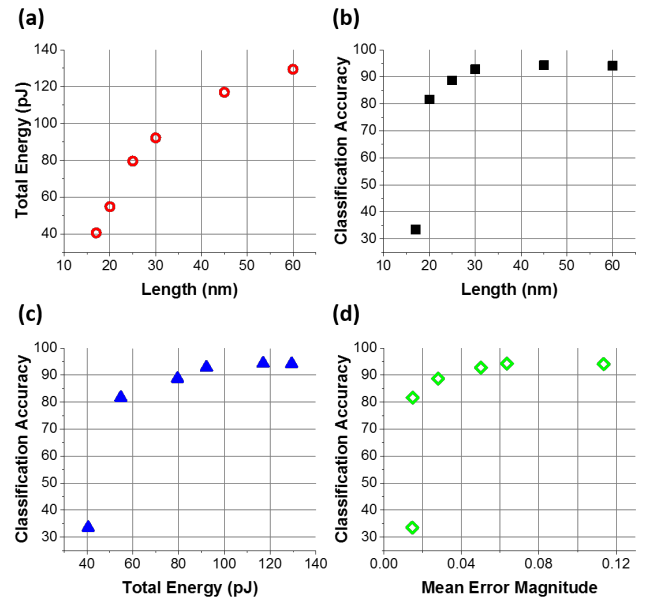 (a)
140
120
100
80
60
40
10 20 30 40 50 60
Total Energy (pJ)
Length (nm)
(b)
100
90
80
70
60
50
40
30
10 20 30 40 50 60
Classification Accuracy
Length (nm)
(c)
100
90
80
70
60
50
40
30
40 60 80 100 120 140
Classification Accuracy
Total Energy (pJ)
(d)
100
90
80
70
60
50
40
30
0.00 0.04 0.08 0.12
Classification Accuracy
Mean Error Magnitude